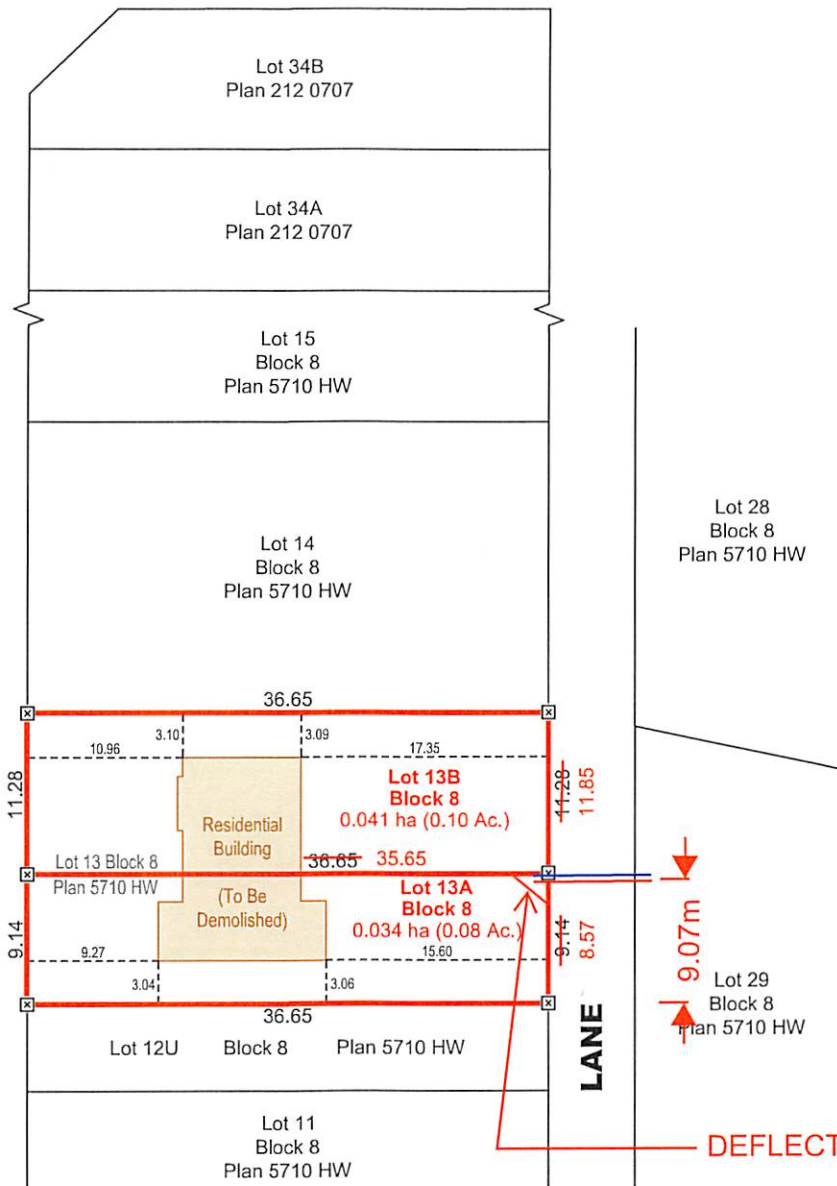 Lot 34B
Plan 212 0707
Lot 34A
Plan 212 0707
Lot 15
Block 8
Plan 5710 HW
Lot 14
Block 8
Plan 5710 HW
Lot 28
Block 8
Plan 5710 HW
36.65
3.10
3.09
10.96
17.35
11.28
Lot 13B
Block 8
0.041 ha (0.10 Ac.)
11.28
11.85
Residential
Building
(To Be
Demolished)
Lot 13 Block 8
Plan 5710 HW
36.65 35.65
Lot 13A
Block 8
0.034 ha (0.08 Ac.)
9.14
9.14
8.57
9.07m
9.27
15.60
3.04
3.06
36.65
LANE
Lot 29
Block 8
Plan 5710 HW
Lot 12U Block 8 Plan 5710 HW
Lot 11
Block 8
Plan 5710 HW
DEFLECT